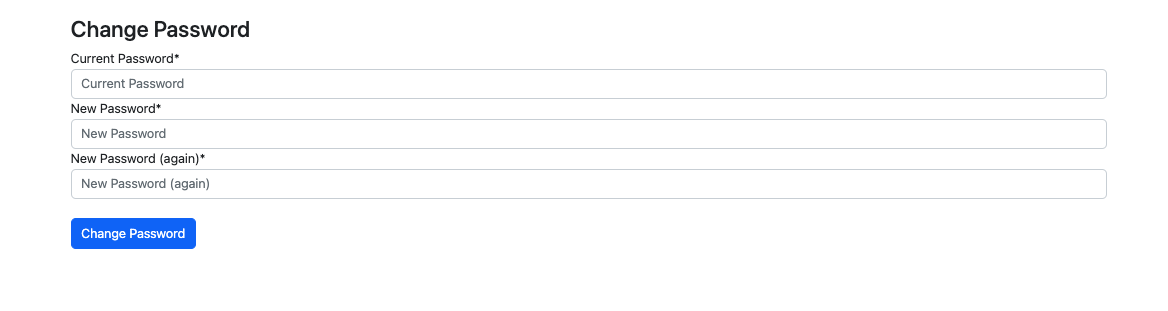 Change Password
Current Password*
Current Password
New Password*
New Password
New Password (again)*
New Password (again)
Change Password